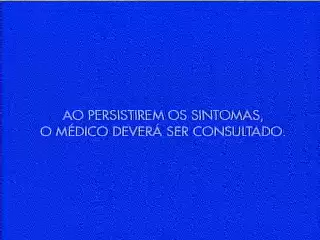 AO PERSISTIREM OS SINTOMAS,
O MÉDICO DEVERÁ SER CONSULTADO.